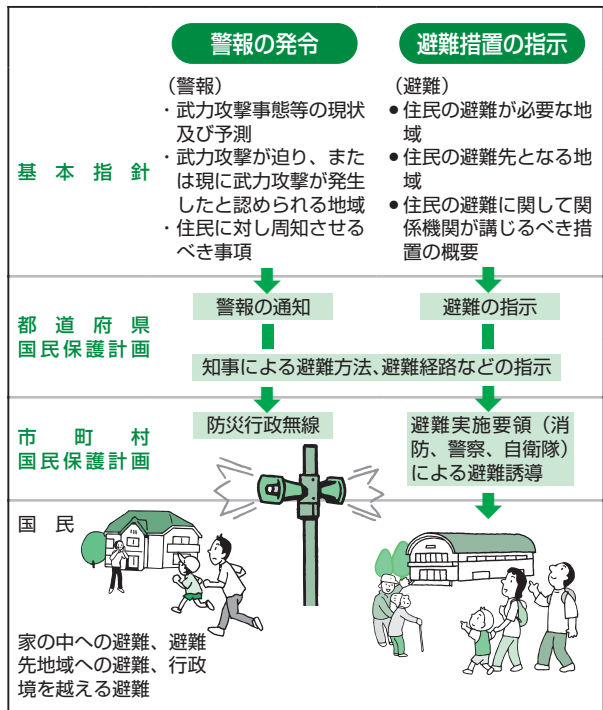 警報の発令
避難措置の指示
基本指針
（警報）
・武力攻撃事態等の現状
及び予測
・武力攻撃が迫り、また
は現に武力攻撃が発生
したと認められる地域
・住民に対し周知させる
べき事項
（避難）
●住民の避難が必要な地
域
●住民の避難先となる地
域
●住民の避難に関して関
係機関が講じるべき措
置の概要
都道府県
国民保護計画
警報の通知
避難の指示
知事による避難方法、避難経路などの指示
市町村
国民保護計画
防災行政無線
避難実施要領（消
防、警察、自衛隊）
による避難誘導
国民
家の中への避難、避難
先地域への避難、行政
境を越える避難